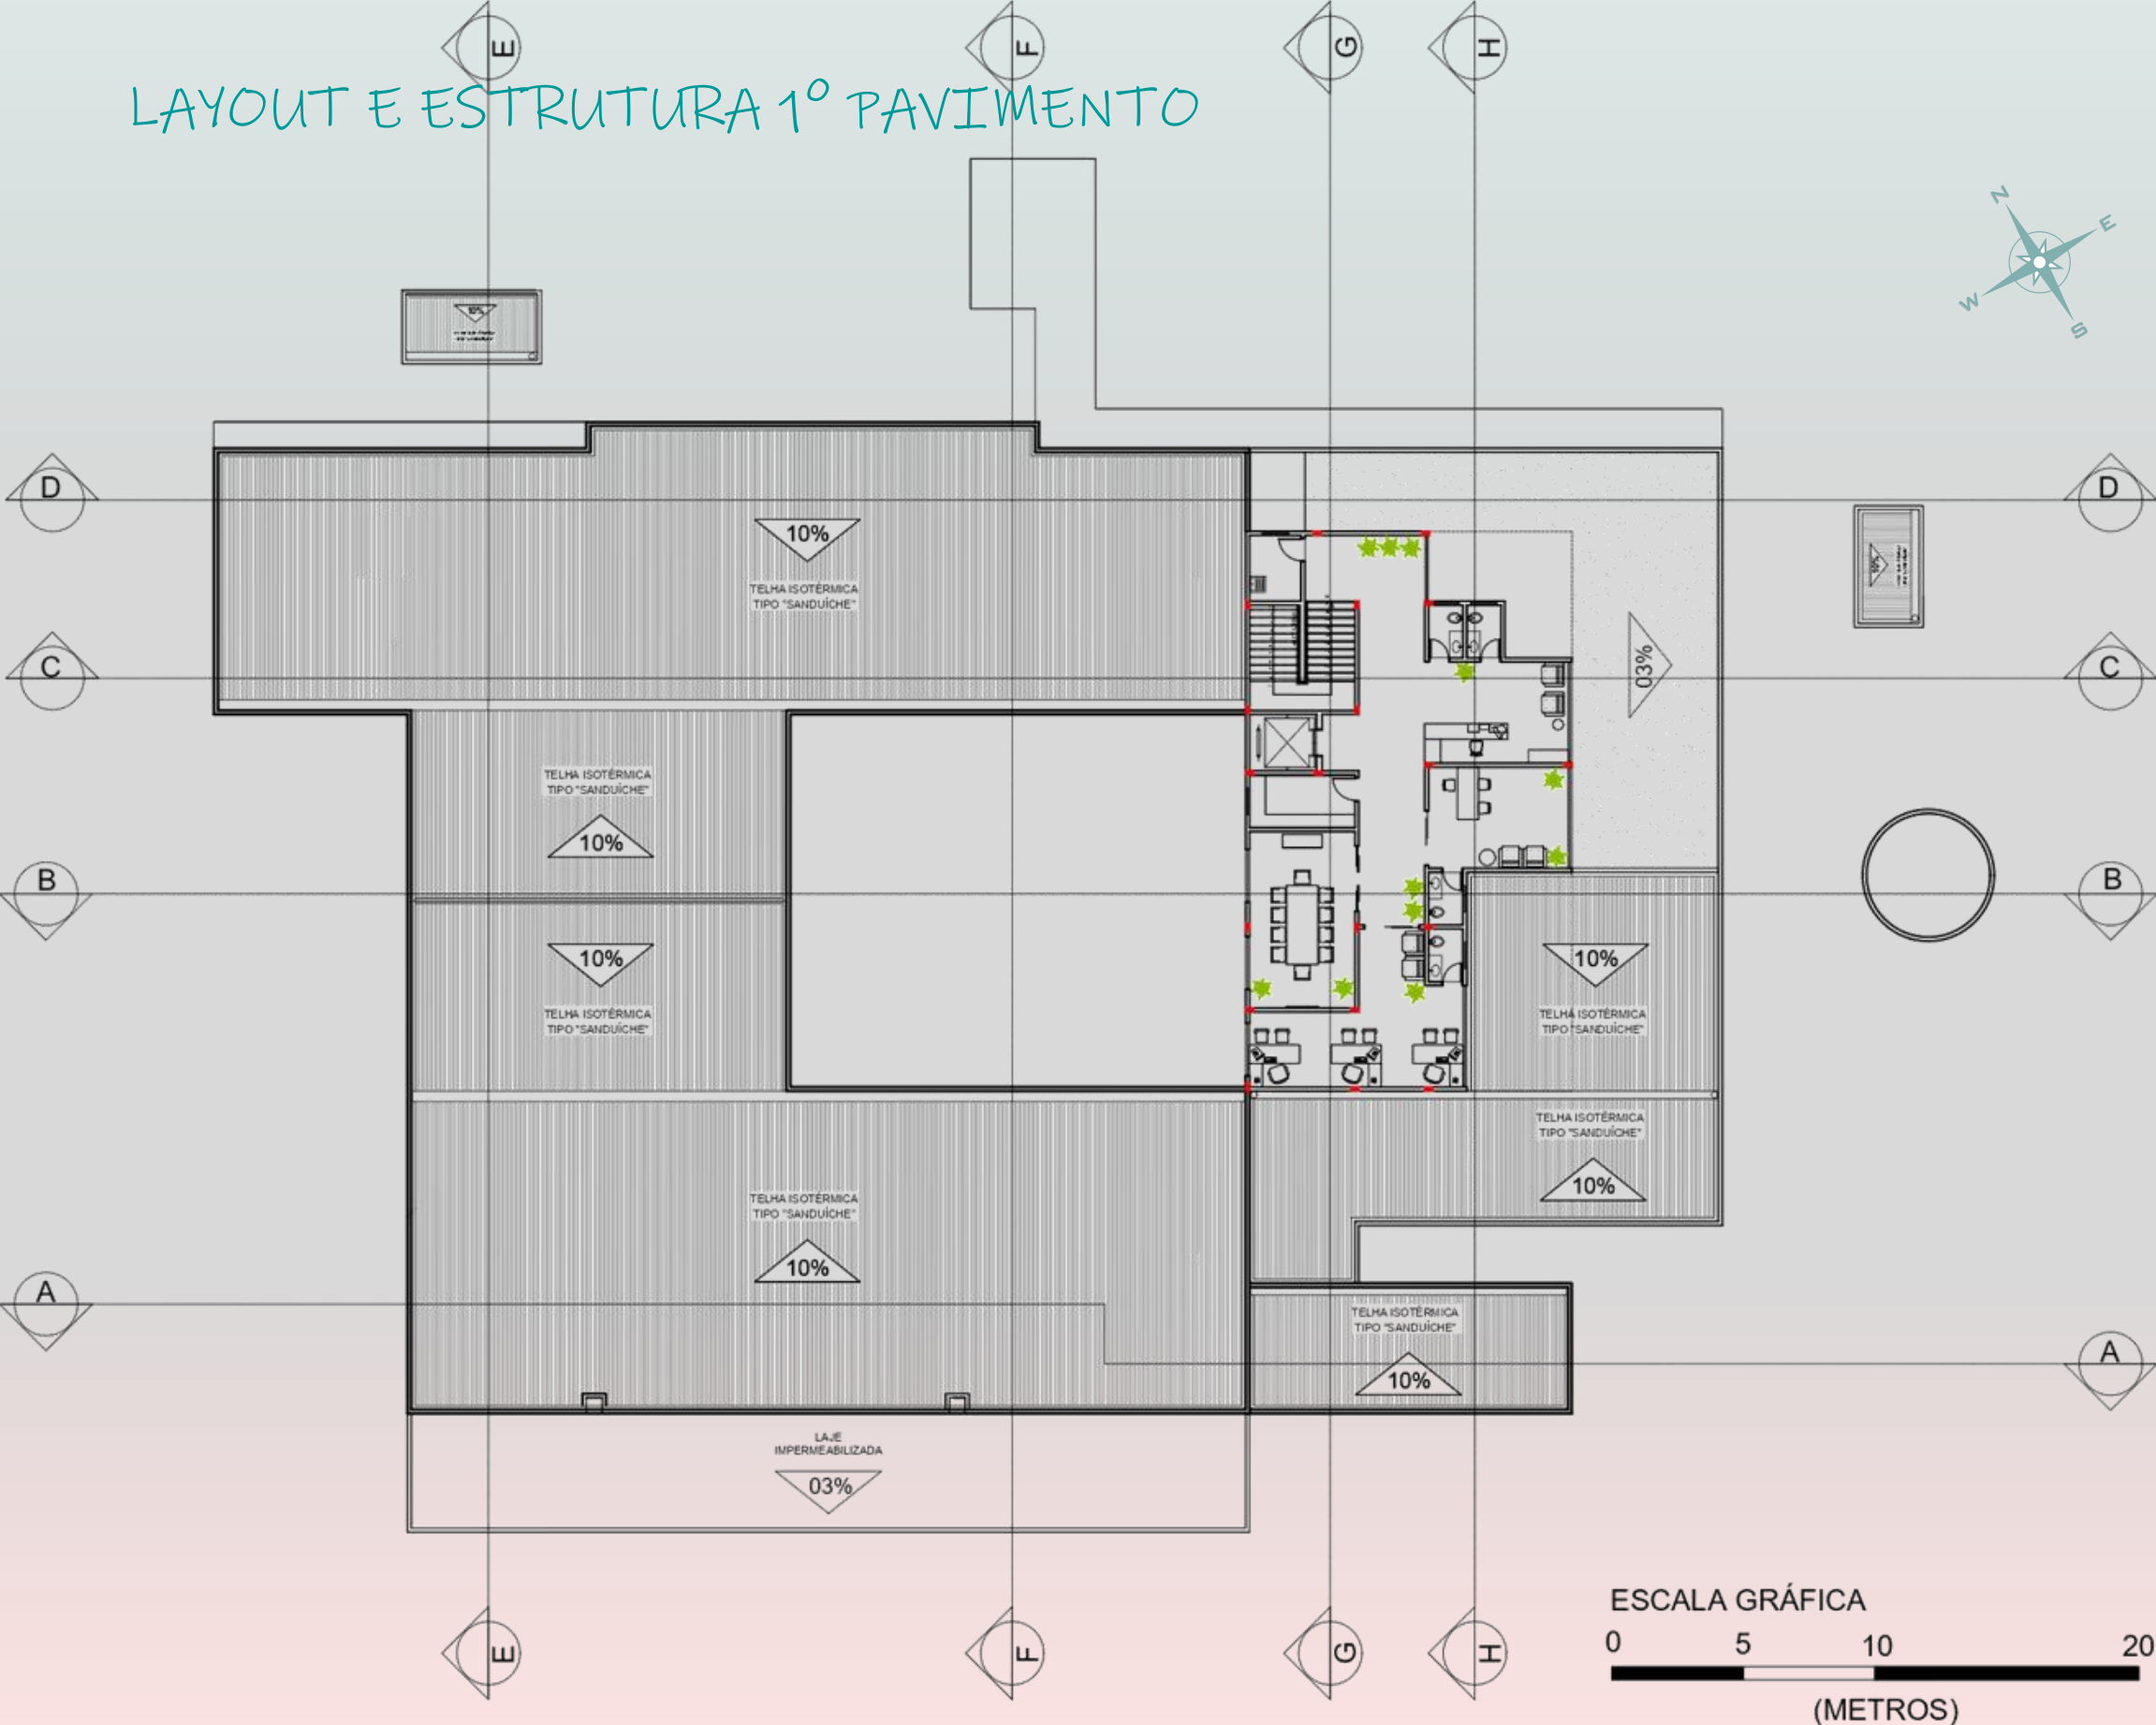 E
F
G
H
LAYOUT E ESTRUTURA 1º PAVIMENTO
N
E
W
S
D
D
10%
TELHA ISOTÉRMICA
TIPO "SANDUÍCHE"
10%
C
C
03%
TELHA ISOTÉRMICA
TIPO "SANDUÍCHE"
10%
B
B
10%
TELHA ISOTÉRMICA
TIPO "SANDUÍCHE"
10%
TELHA ISOTÉRMICA
TIPO "SANDUÍCHE"
TELHA ISOTÉRMICA
TIPO "SANDUÍCHE"
10%
TELHA ISOTÉRMICA
TIPO "SANDUÍCHE"
10%
A
TELHA ISOTÉRMICA
TIPO "SANDUÍCHE"
10%
A
LAJE
IMPERMEABILIZADA
03%
ESCALA GRÁFICA
0 5 10 20
(METROS)
E
F
G
H